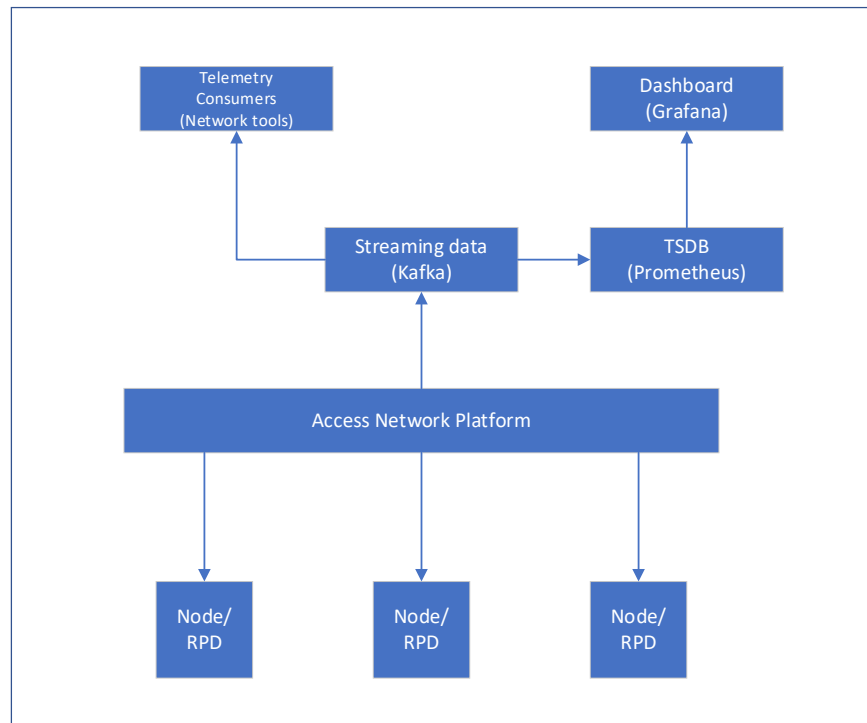 Telemetry
Consumers
(Network tools)
Dashboard
(Grafana)
Streaming data
(Kafka)
TSDB
(Prometheus)
Access Network Platform
Node/
RPD
Node/
RPD
Node/
RPD